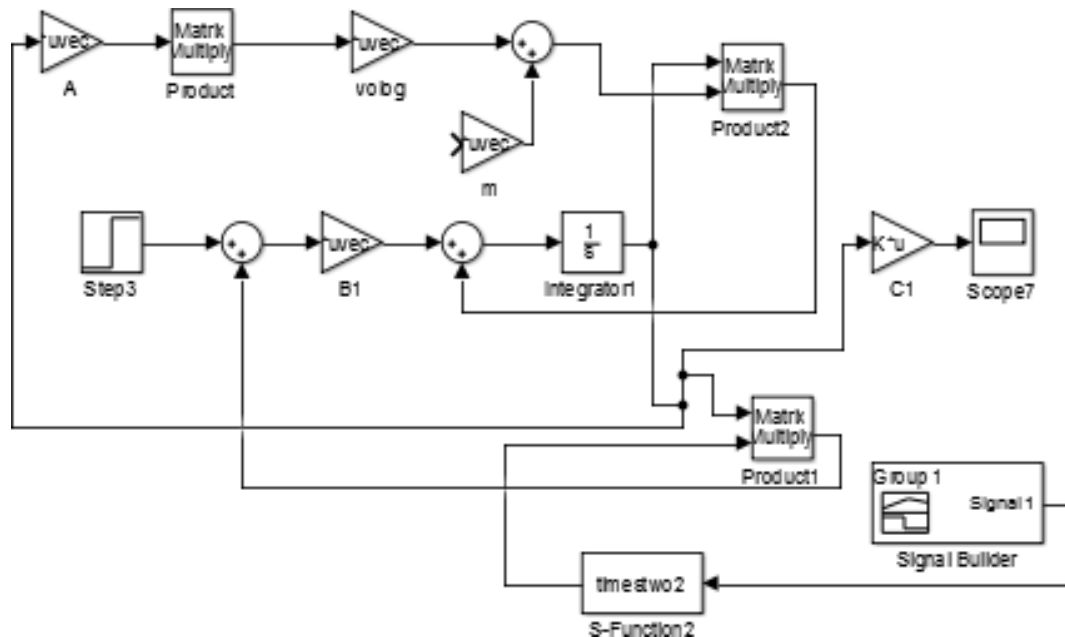 uvec
A
Matrix
Multiply
Product
uvec
volbg
+
+
uvec
m
Matrix
Multiply
Product2
Step3
+
+
uvec
B1
+
+
1
s
Integrator1
K*u
C1
Scope7
Matrix
Multiply
Product1
Group 1
Signal 1
Signal Builder
timestwo2
S-Function2